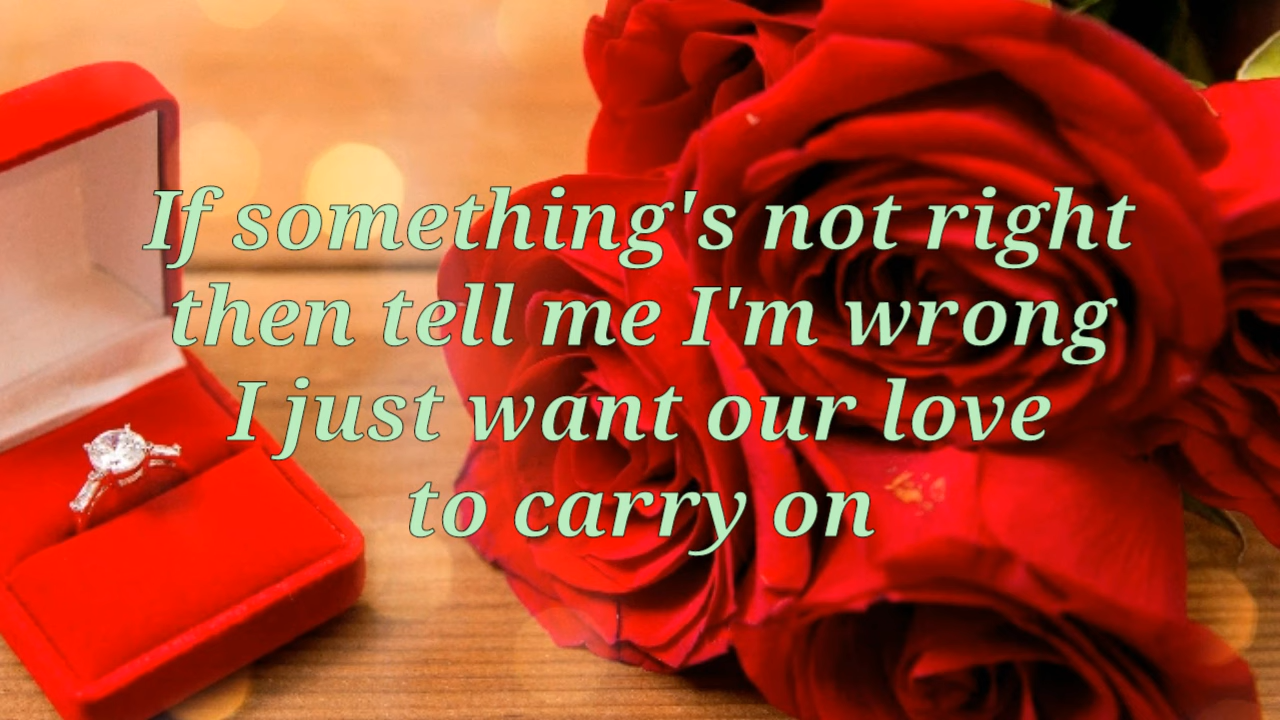 If something's not right
then tell me I'm wrong
I just want our love
to carry on